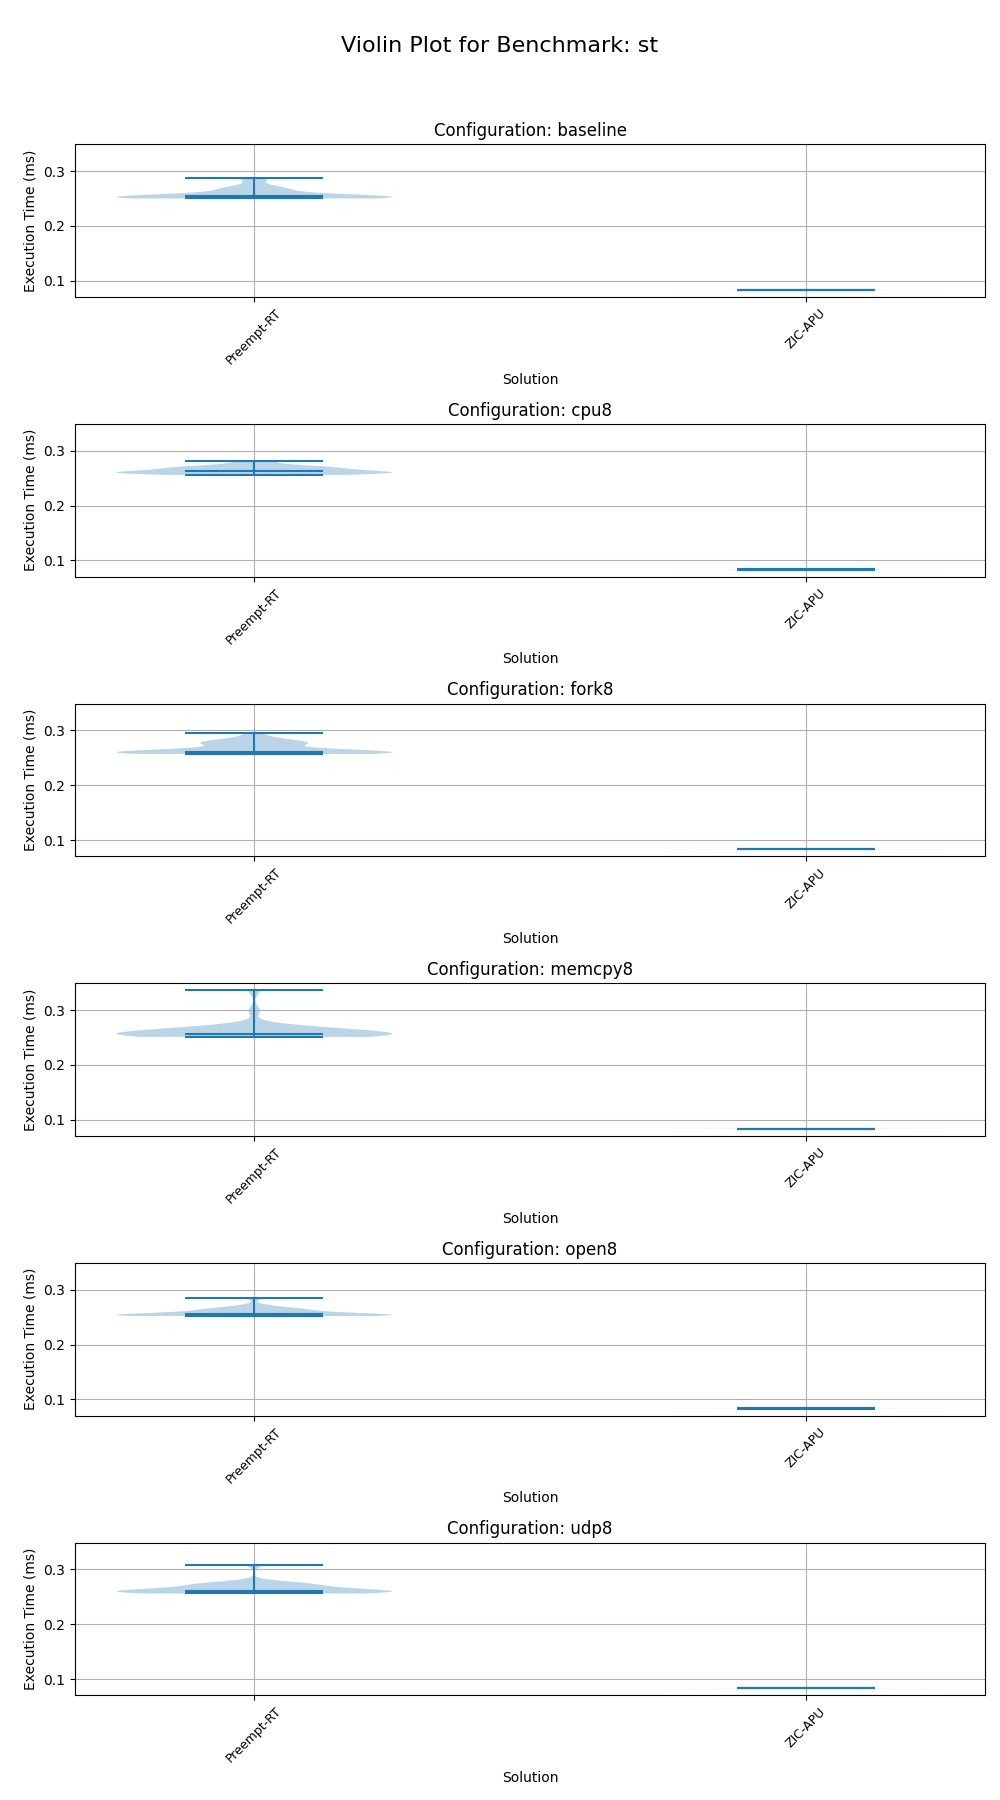 Violin Plot for Benchmark: st
Configuration: baseline
Execution Time (ms)
0.3
0.2
0.1
Preempt-RT
ZIC-APU
Solution
Configuration: cpu8
Execution Time (ms)
0.3
0.2
0.1
Preempt-RT
ZIC-APU
Solution
Configuration: fork8
Execution Time (ms)
0.3
0.2
0.1
Preempt-RT
ZIC-APU
Solution
Configuration: memcpy8
Execution Time (ms)
0.3
0.2
0.1
Preempt-RT
ZIC-APU
Solution
Configuration: open8
Execution Time (ms)
0.3
0.2
0.1
Preempt-RT
ZIC-APU
Solution
Configuration: udp8
Execution Time (ms)
0.3
0.2
0.1
Preempt-RT
ZIC-APU
Solution